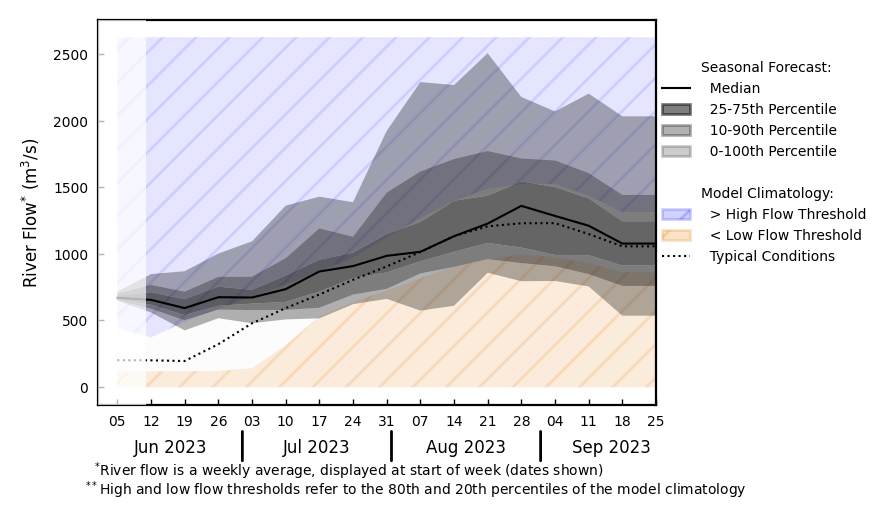 2500
2000
1500
1000
500
0
River Flow* (m³/s)
05 12 19 26 03 10 17 24 31 07 14 21 28 04 11 18 25
Jun 2023 Jul 2023 Aug 2023 Sep 2023
*River flow is a weekly average, displayed at start of week (dates shown)
**High and low flow thresholds refer to the 80th and 20th percentiles of the model climatology
Seasonal Forecast:
Median
25-75th Percentile
10-90th Percentile
0-100th Percentile
Model Climatology:
> High Flow Threshold
< Low Flow Threshold
Typical Conditions